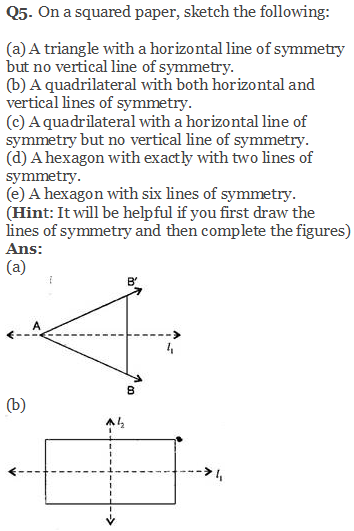 Q5. On a squared paper, sketch the following:
(a) A triangle with a horizontal line of symmetry
but no vertical line of symmetry.
(b) A quadrilateral with both horizontal and
vertical lines of symmetry.
(c) A quadrilateral with a horizontal line of
symmetry but no vertical line of symmetry.
(d) A hexagon with exactly with two lines of
symmetry.
(e) A hexagon with six lines of symmetry.
(Hint: It will be helpful if you first draw the
lines of symmetry and then complete the figures)
Ans:
(a)
B'
A
l₁
B
(b)
l₂
l₁